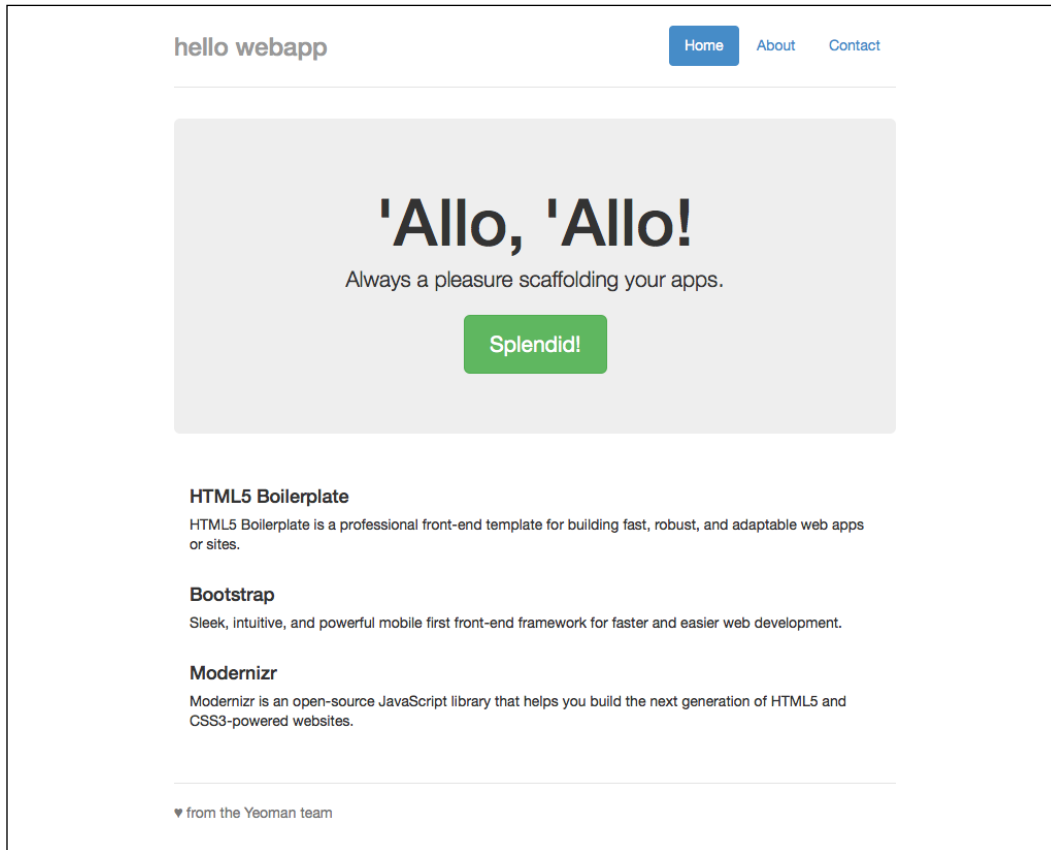 hello webapp
Home About Contact
'Allo, 'Allo!
Always a pleasure scaffolding your apps.
Splendid!
HTML5 Boilerplate
HTML5 Boilerplate is a professional front-end template for building fast, robust, and adaptable web apps
or sites.
Bootstrap
Sleek, intuitive, and powerful mobile first front-end framework for faster and easier web development.
Modernizr
Modernizr is an open-source JavaScript library that helps you build the next generation of HTML5 and
CSS3-powered websites.
♥ from the Yeoman team